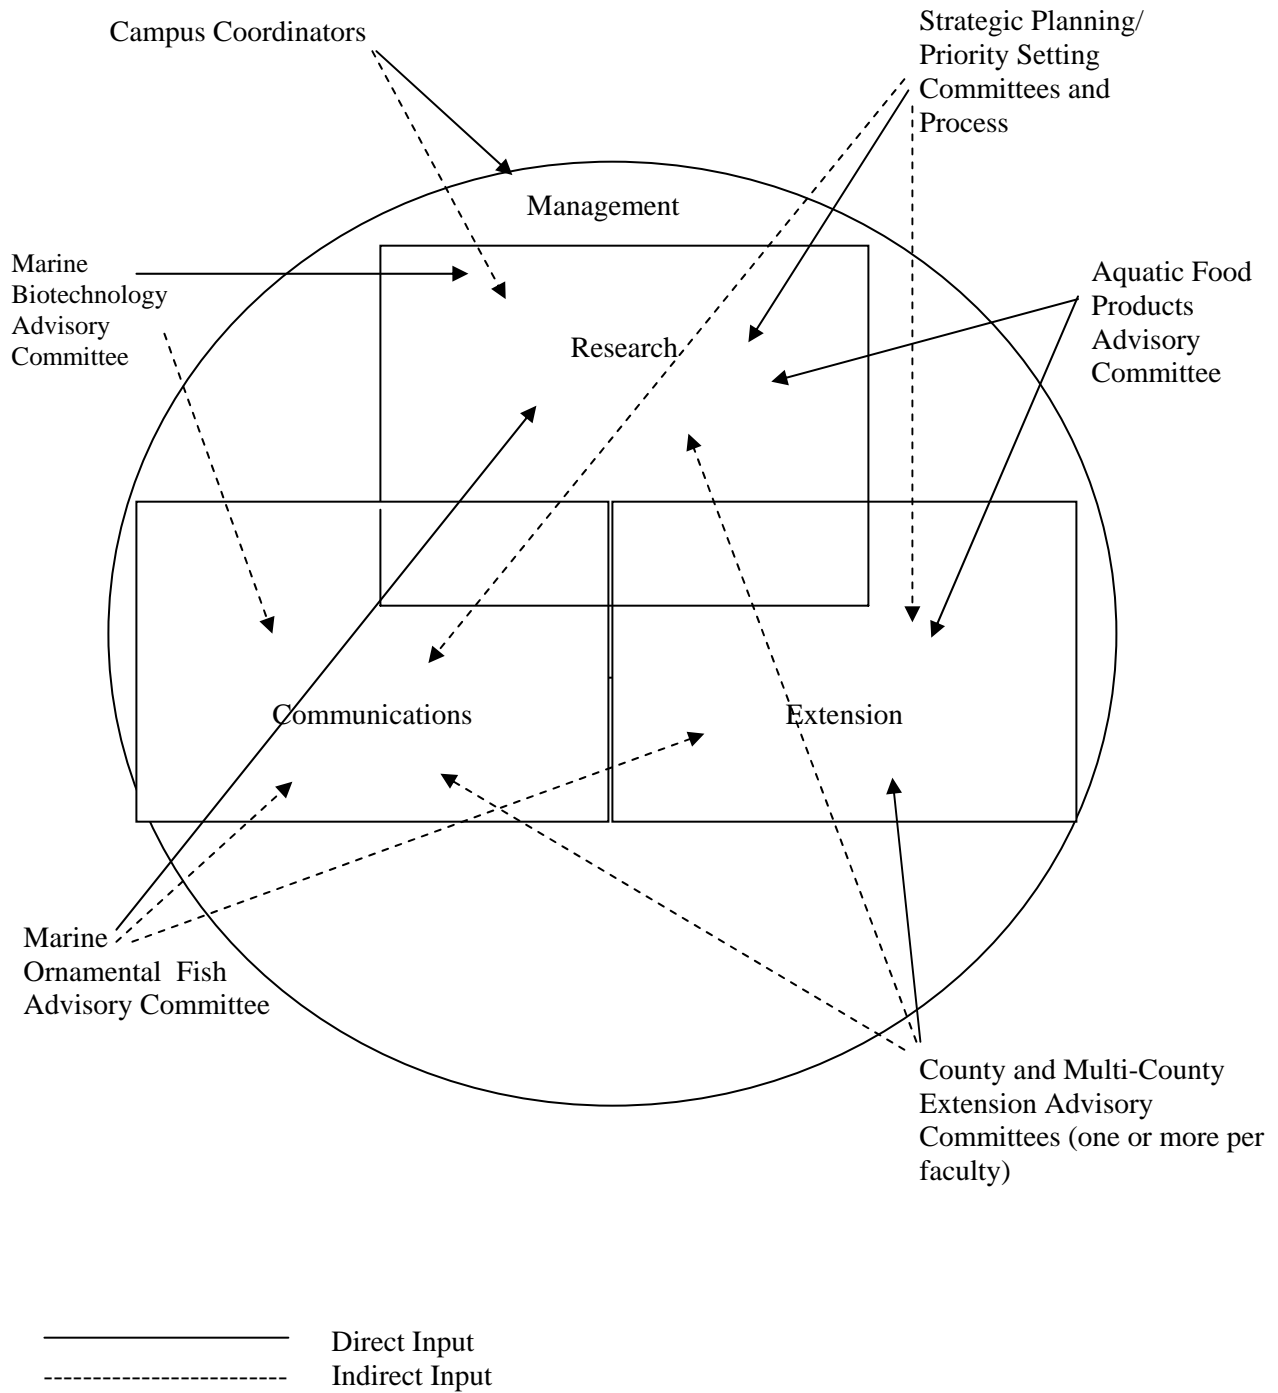 Campus Coordinators
Strategic Planning/
Priority Setting
Committees and
Process
Management
Marine
Biotechnology
Advisory
Committee
Aquatic Food
Products
Advisory
Committee
Research
Communications
Extension
Marine
Ornamental Fish
Advisory Committee
County and Multi-County
Extension Advisory
Committees (one or more per
faculty)
Direct Input
Indirect Input